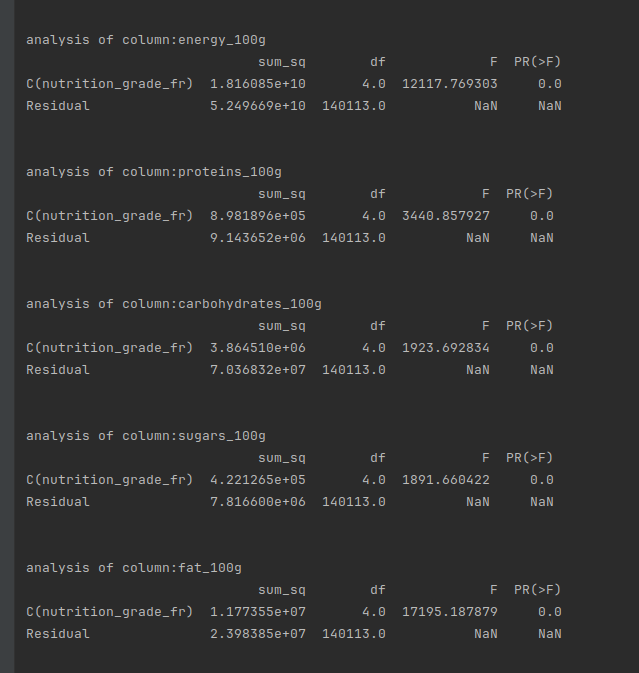 analysis of column:energy_100g
sum_sq df F PR(>F)
C(nutrition_grade_fr) 1.816085e+10 4.0 12117.769303 0.0
Residual 5.249669e+10 140113.0 NaN NaN
analysis of column:proteins_100g
sum_sq df F PR(>F)
C(nutrition_grade_fr) 8.981896e+05 4.0 3440.857927 0.0
Residual 9.143652e+06 140113.0 NaN NaN
analysis of column:carbohydrates_100g
sum_sq df F PR(>F)
C(nutrition_grade_fr) 3.864510e+06 4.0 1923.692834 0.0
Residual 7.036832e+07 140113.0 NaN NaN
analysis of column:sugars_100g
sum_sq df F PR(>F)
C(nutrition_grade_fr) 4.221265e+05 4.0 1891.660422 0.0
Residual 7.816600e+06 140113.0 NaN NaN
analysis of column:fat_100g
sum_sq df F PR(>F)
C(nutrition_grade_fr) 1.177355e+07 4.0 17195.187879 0.0
Residual 2.398385e+07 140113.0 NaN NaN